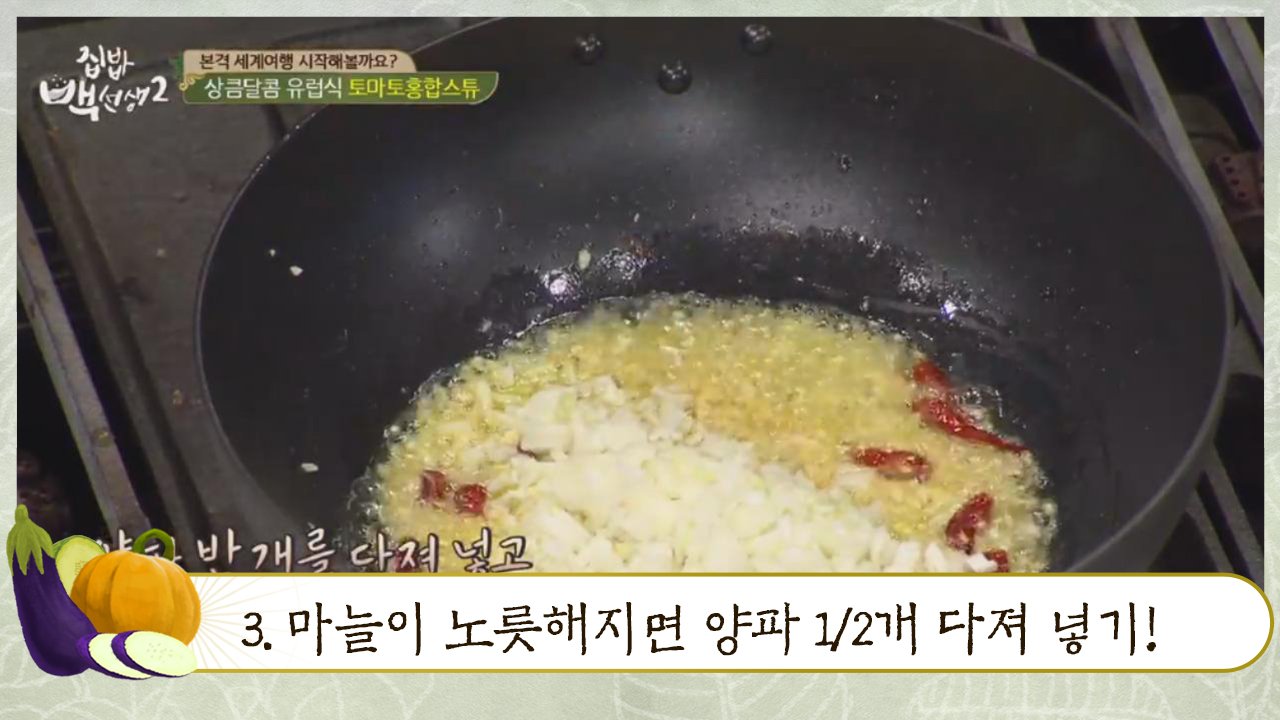 집밥
백선생2
본격 세계여행 시작해볼까요?
상큼달콤 유럽식 토마토홍합스튜
반 개를 다져 넣고
3. 마늘이 노릇해지면 양파 1/2개 다져 넣기!